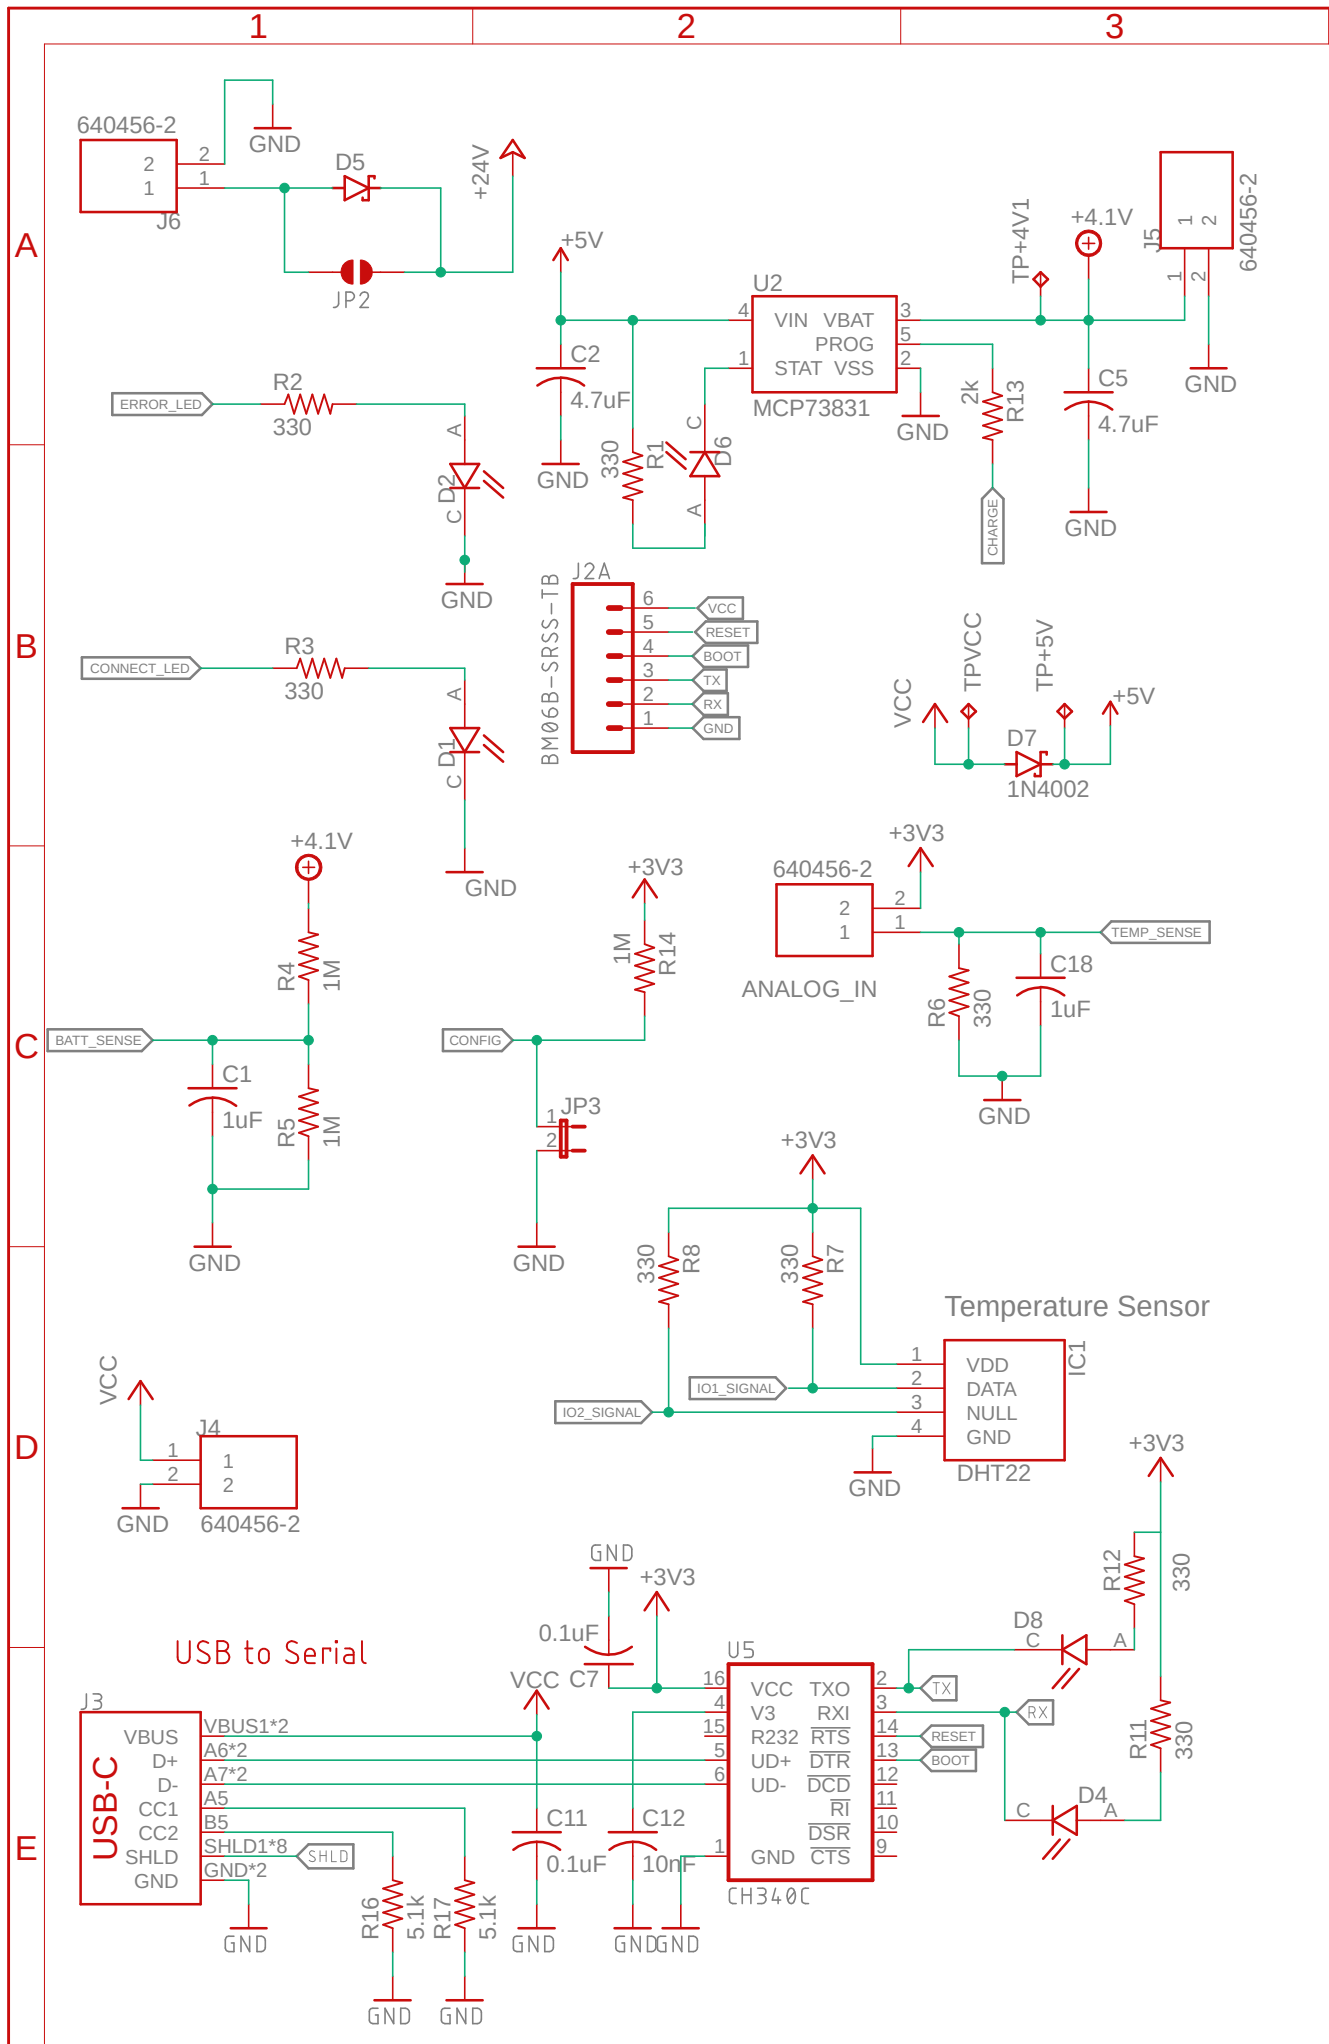 1 2 3
A
B
C
D
E
640456-2
2 2
1 1
J6
GND
D5
JP2
+24V
+5V
C2
4.7uF
GND
330
R1
D6
C
A
U2
4 VIN VBAT 3
PROG 5
1 STAT VSS 2
MCP73831
GND
2k
R13
CHARGE
TP+4V1
+4.1V
C5
4.7uF
GND
J5
1 2
1 2
640456-2
GND
ERROR_LED
R2
330
A
D2
C
GND
CONNECT_LED
R3
330
A
D1
C
GND
J2A
BM06B-SRSS-TB
6 VCC
5 RESET
4 BOOT
3 TX
2 RX
1 GND
VCC
TPVCC
TP+5V
+5V
D7
1N4002
+4.1V
R4
1M
BATT_SENSE
C1
1uF
R5
1M
GND
+3V3
1M
R14
CONFIG
JP3
1
2
GND
+3V3
640456-2
2 2
1 1
ANALOG_IN
TEMP_SENSE
R6
330
C18
1uF
GND
+3V3
330
R8
330
R7
IO1_SIGNAL
IO2_SIGNAL
Temperature Sensor
IC1
1 VDD
2 DATA
3 NULL
4 GND
DHT22
GND
VCC
J4
1 1
2 2
GND
640456-2
USB to Serial
J3
USB-C
VBUS VBUS1*2
D+ A6*2
D- A7*2
CC1 A5
CC2 B5
SHLD SHLD1*8
GND GND*2
SHLD
GND
R16
5.1k
GND
R17
5.1k
GND
VCC
C11
0.1uF
GND
C12
10nF
GND
GND
GND
0.1uF
C7
+3V3
U5
16 VCC TXO 2
4 V3 RXI 3
15 R232 RTS 14
5 UD+ DTR 13
6 UD- DCD 12
RI 11
DSR 10
1 GND CTS 9
CH340C
TX
RX
RESET
BOOT
+3V3
R12
330
D8
C A
R11
330
D4
C A